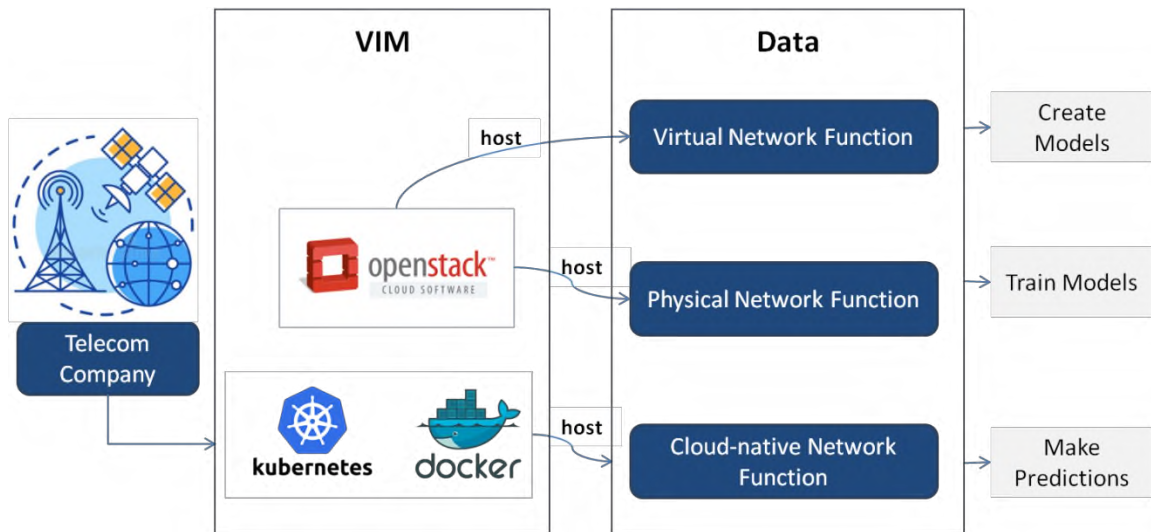 VIM
Data
host
Virtual Network Function
Create
Models
openstack™
CLOUD SOFTWARE
host
Physical Network Function
Train Models
Telecom
Company
kubernetes
docker
host
Cloud-native Network
Function
Make
Predictions